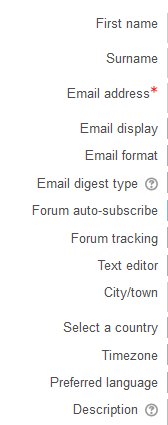 First name
Surname
Email address*
Email display
Email format
Email digest type ?
Forum auto-subscribe
Forum tracking
Text editor
City/town
Select a country
Timezone
Preferred language
Description ?